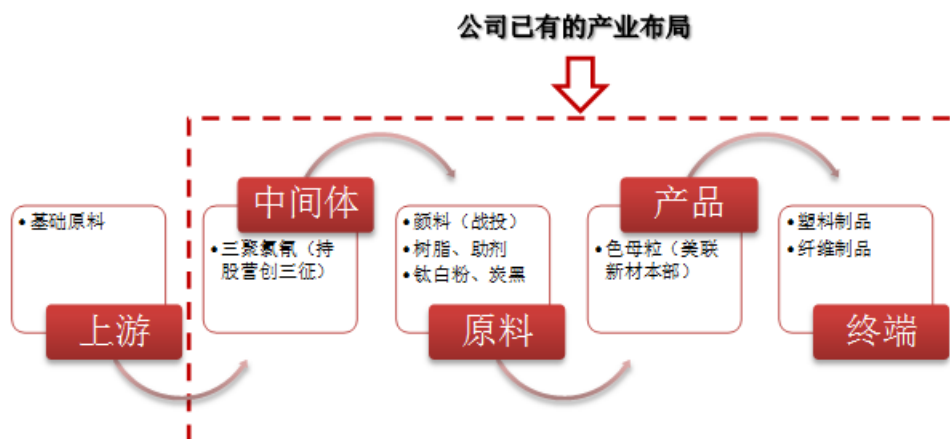 公司已有的产业布局
•基础原料
上游
中间体
•三聚氯氰（持
股营创三征）
•颜料（战投）
•树脂、助剂
•钛白粉、炭黑
原料
产品
•色母粒（美联
新材本部）
•塑料制品
•纤维制品
终端